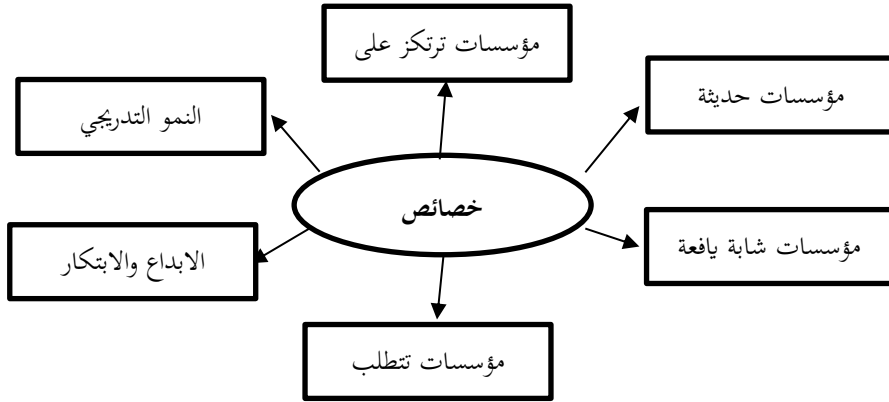 مؤسسات ترتكز على
مؤسسات حديثة
النمو التدريجي
خصائص
مؤسسات شابة يافعة
الابداع والابتكار
مؤسسات تتطلب